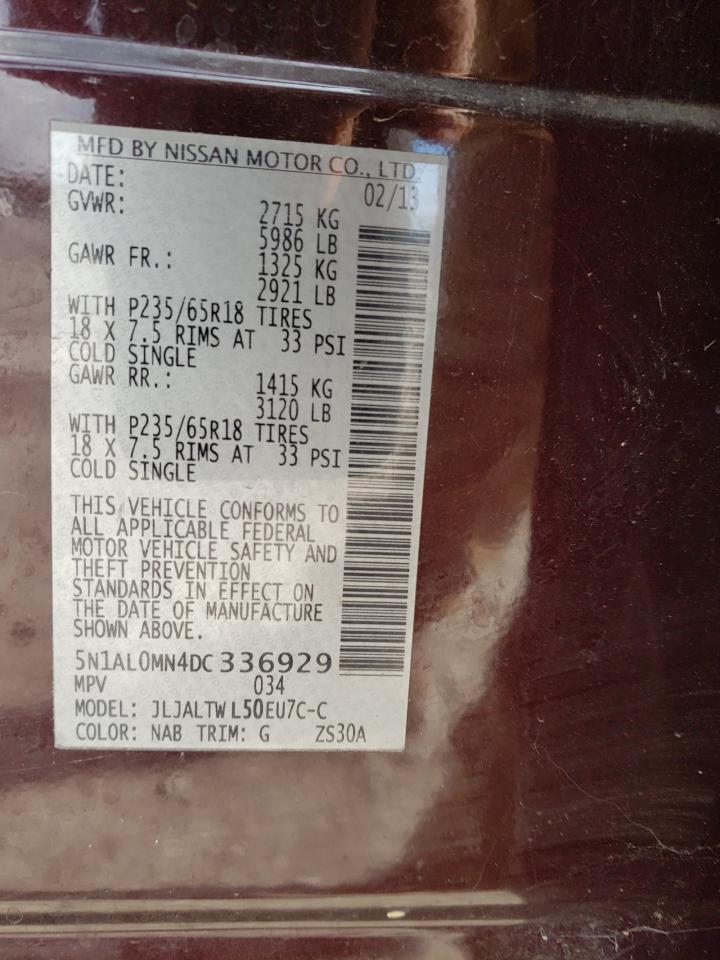 MFD BY NISSAN MOTOR CO., LTD.
DATE: 02/13
GVWR: 2715 KG
5986 LB
GAWR FR.: 1325 KG
2921 LB
WITH P235/65R18 TIRES
18 X 7.5 RIMS AT 33 PSI
COLD SINGLE
GAWR RR.: 1415 KG
3120 LB
WITH P235/65R18 TIRES
18 X 7.5 RIMS AT 33 PSI
COLD SINGLE
THIS VEHICLE CONFORMS TO
ALL APPLICABLE FEDERAL
MOTOR VEHICLE SAFETY AND
THEFT PREVENTION
STANDARDS IN EFFECT ON
THE DATE OF MANUFACTURE
SHOWN ABOVE.
5N1AL0MN4DC336929
MPV 034
MODEL: JLJALTWL50EU7C-C
COLOR: NAB TRIM: G ZS30A